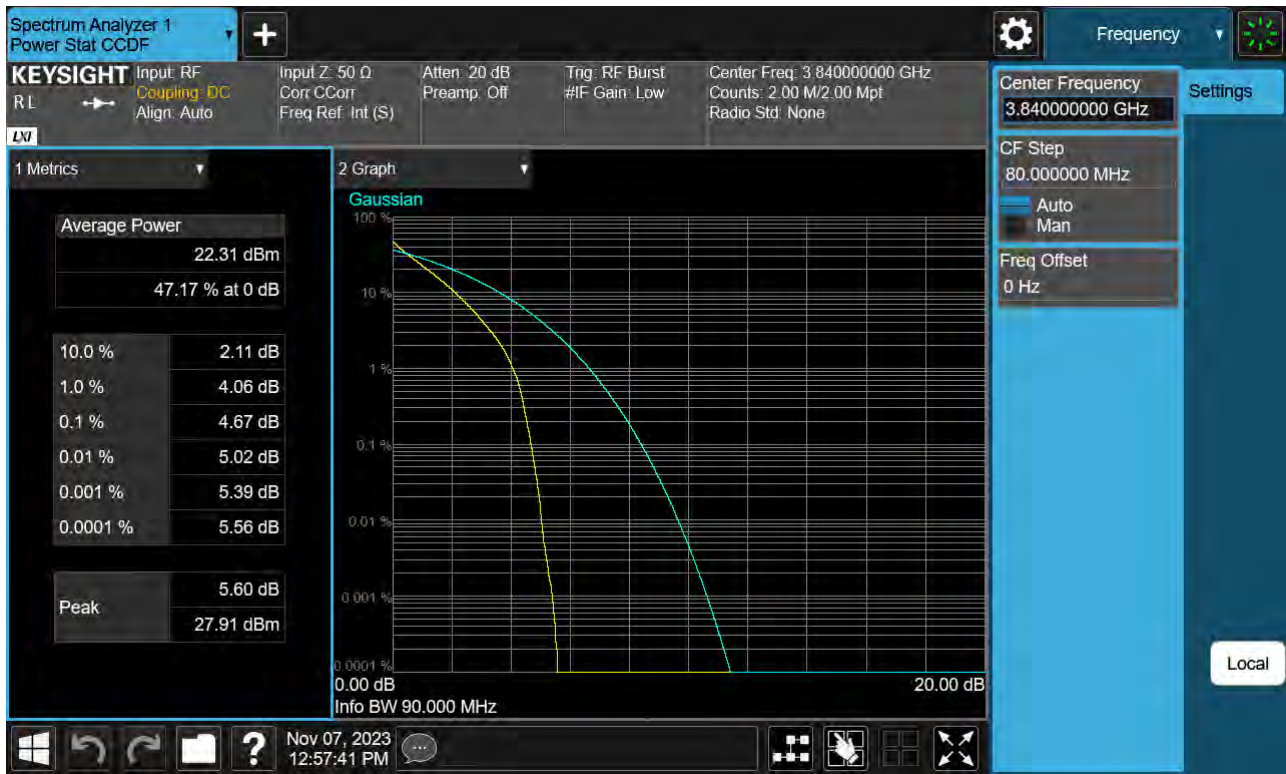 Spectrum Analyzer 1
Power Stat CCDF
+
Frequency
KEYSIGHT
RL
LXI
Input: RF
Coupling: DC
Align: Auto
Input Z: 50 Ω
Corr CCorr
Freq Ref: Int (S)
Atten: 20 dB
Preamp: Off
Trig: RF Burst
#IF Gain: Low
Center Freq: 3.840000000 GHz
Counts: 2.00 M/2.00 Mpt
Radio Std: None
Center Frequency
3.840000000 GHz
Settings
CF Step
80.000000 MHz
Auto
Man
Freq Offset
0 Hz
1 Metrics
Average Power
22.31 dBm
47.17 % at 0 dB
10.0 % 2.11 dB
1.0 % 4.06 dB
0.1 % 4.67 dB
0.01 % 5.02 dB
0.001 % 5.39 dB
0.0001 % 5.56 dB
Peak
5.60 dB
27.91 dBm
2 Graph
Gaussian
100 %
10 %
1 %
0.1 %
0.01 %
0.001 %
0.0001 %
0.00 dB 20.00 dB
Info BW 90.000 MHz
Local
?
Nov 07, 2023
12:57:41 PM